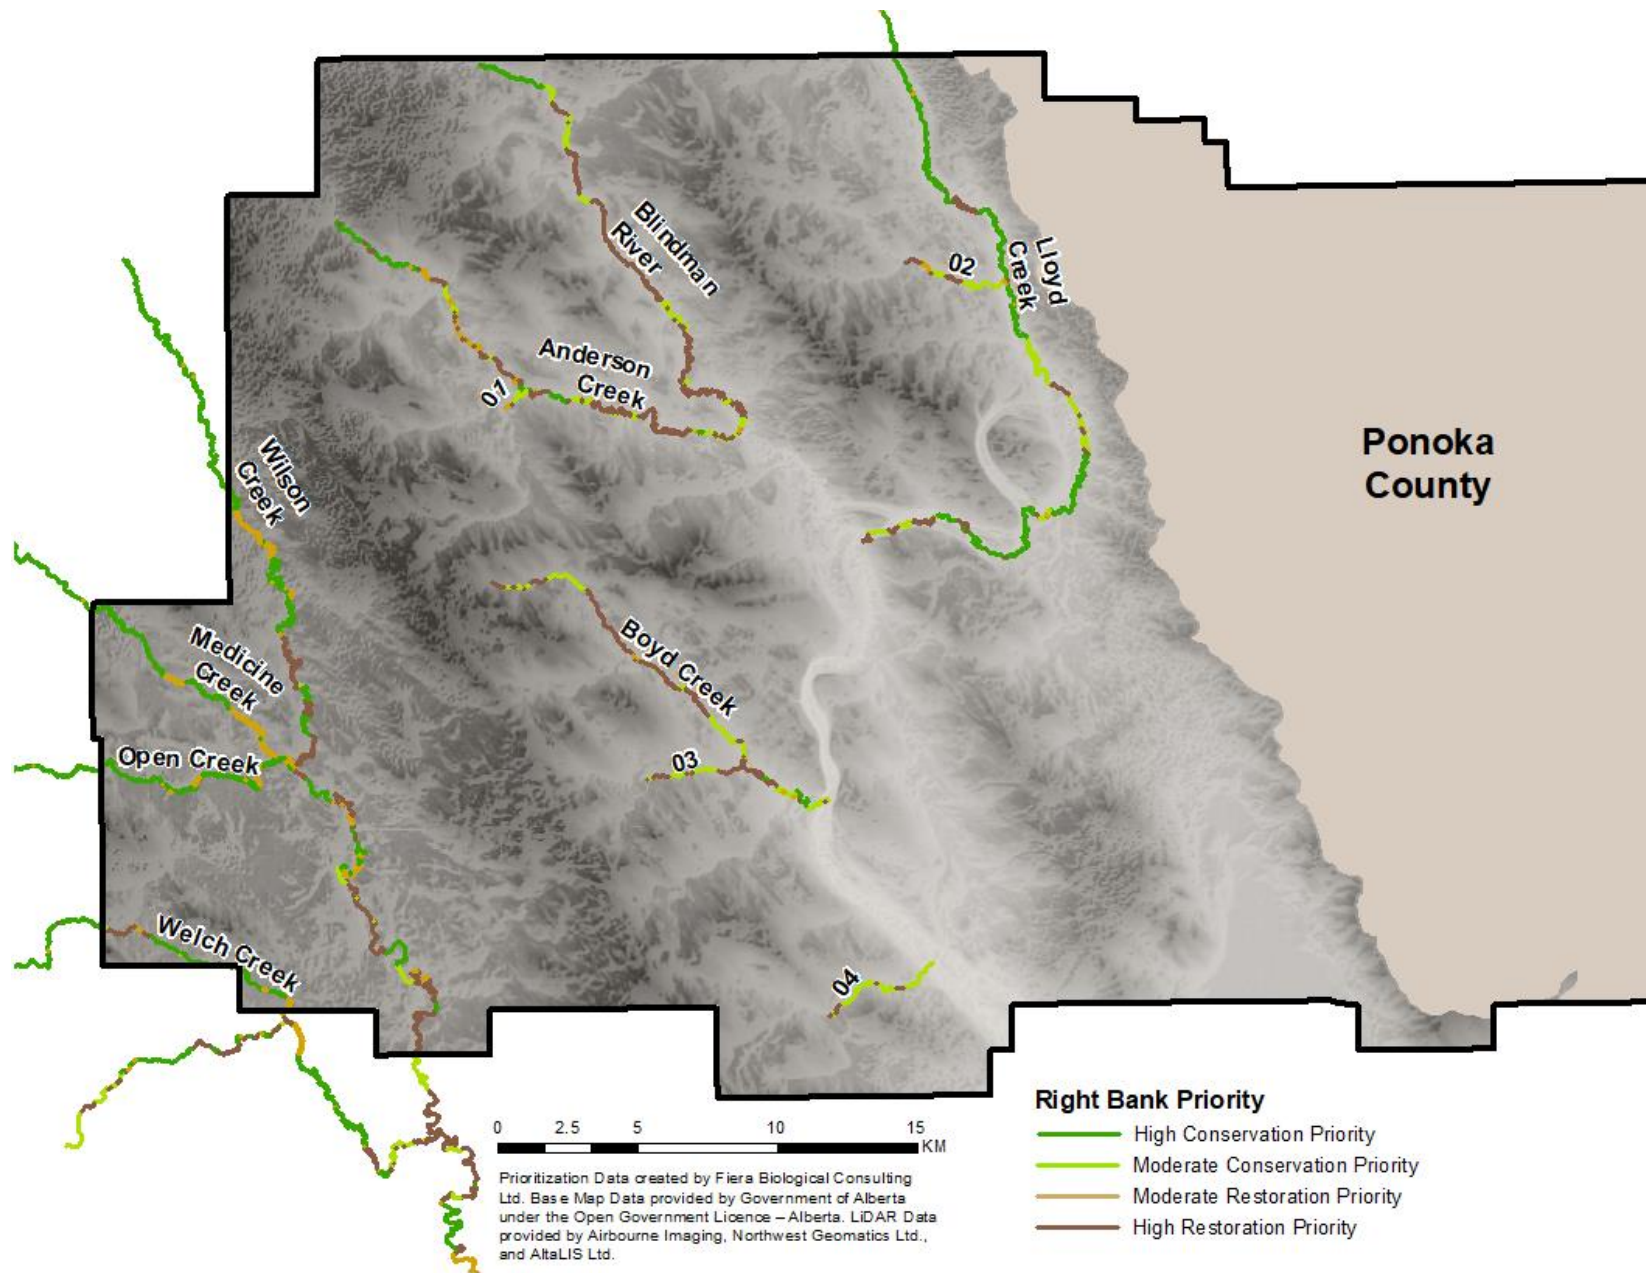 Blindman
River
Lloyd
Creek
02
Anderson
Creek
01
Ponoka
County
Wilson
Creek
Boyd Creek
Medicine
Creek
Open Creek
03
Welch Creek
04
Right Bank Priority
High Conservation Priority
Moderate Conservation Priority
Moderate Restoration Priority
High Restoration Priority
0 2.5 5 10 15
KM
Prioritization Data created by Fiera Biological Consulting
Ltd. Base Map Data provided by Government of Alberta
under the Open Government Licence – Alberta. LiDAR Data
provided by Airbourne Imaging, Northwest Geomatics Ltd.,
and AltaLIS Ltd.